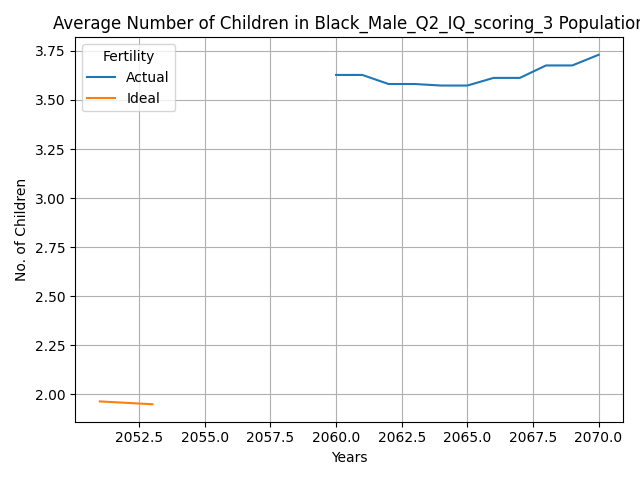 Average Number of Children in Black_Male_Q2_IQ_scoring_3 Population
Fertility
Actual
Ideal
3.75
3.50
3.25
3.00
2.75
2.50
2.25
2.00
No. of Children
2052.5 2055.0 2057.5 2060.0 2062.5 2065.0 2067.5 2070.0
Years